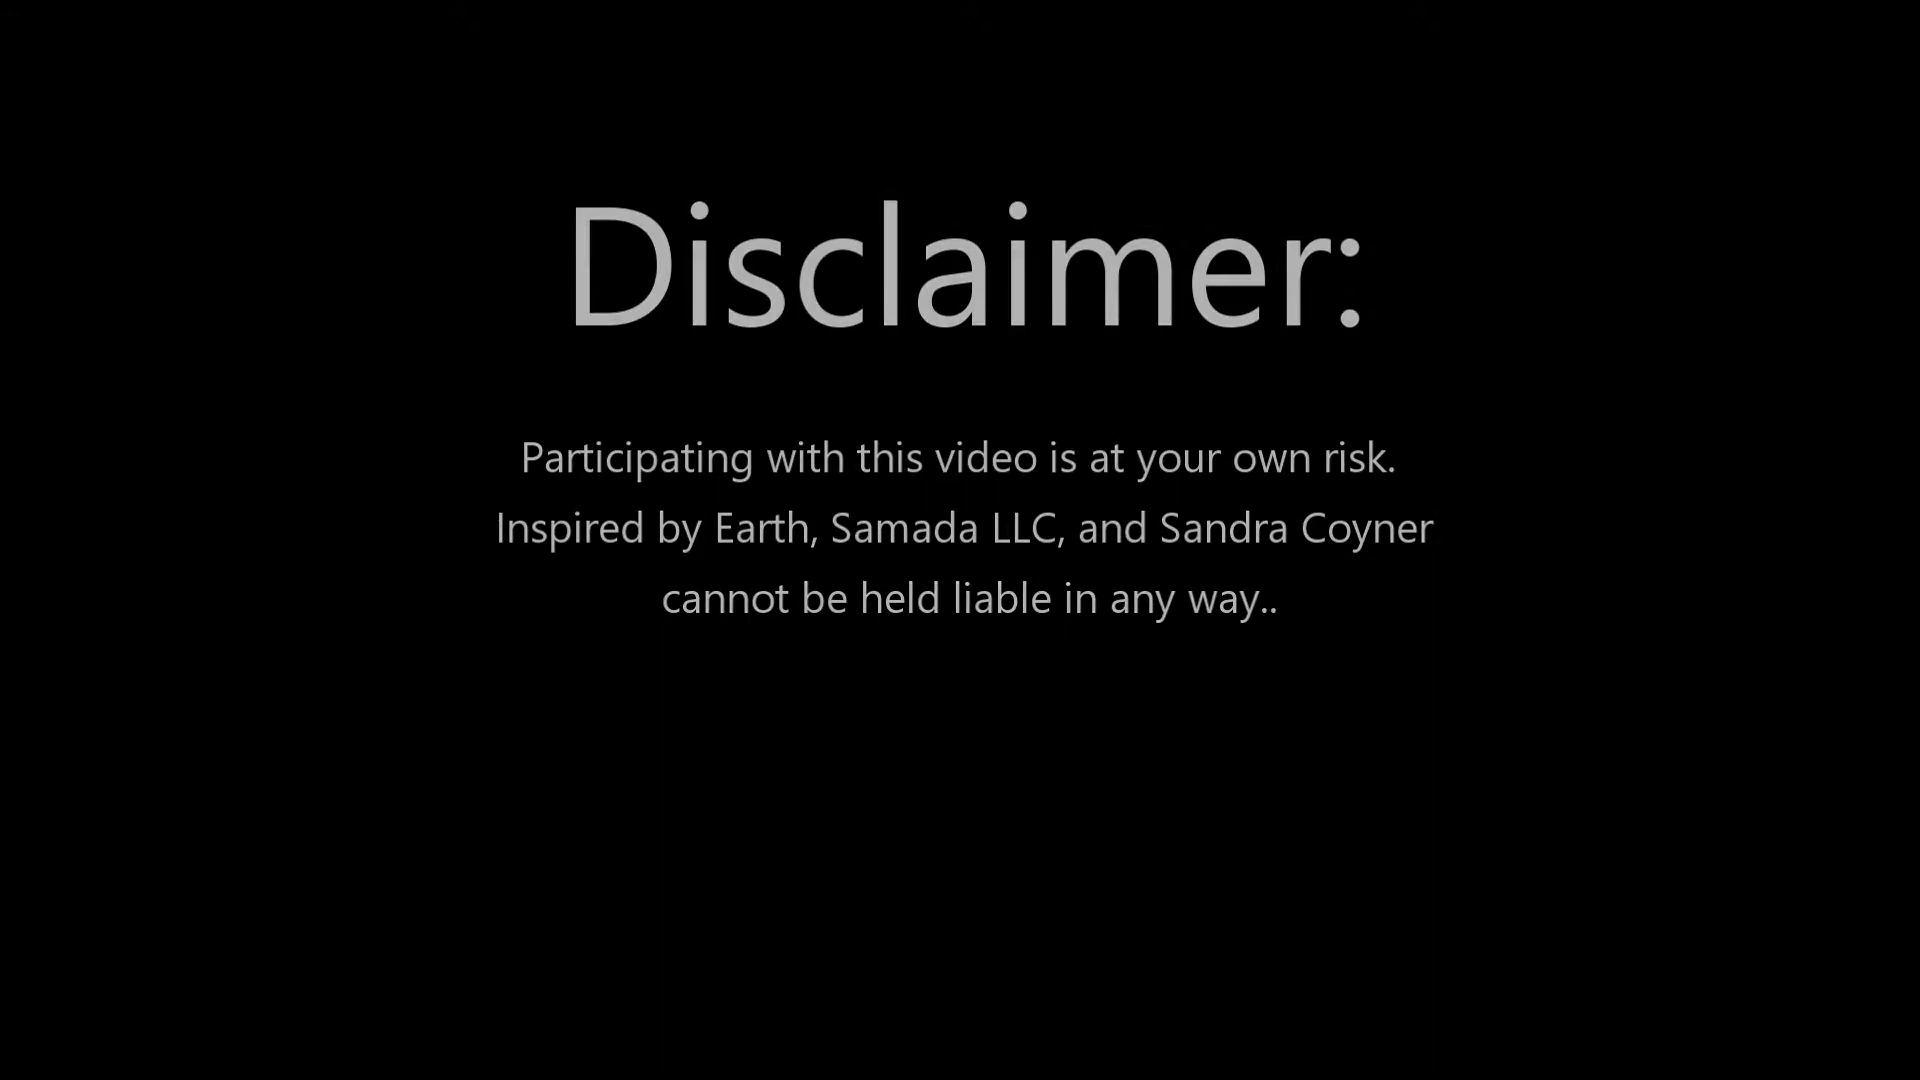 Disclaimer:
Participating with this video is at your own risk.
Inspired by Earth, Samada LLC, and Sandra Coyner
cannot be held liable in any way..